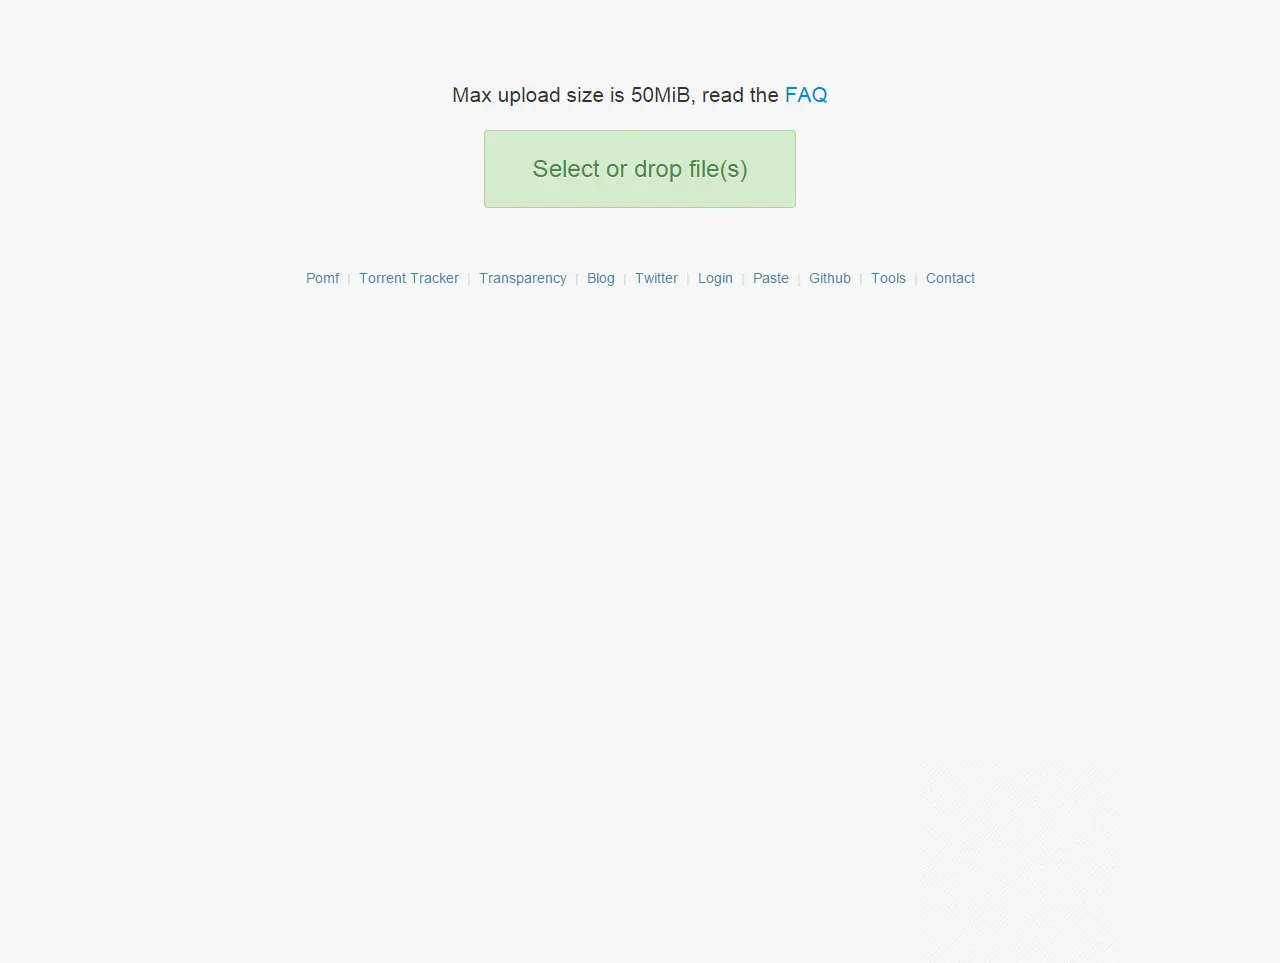 Max upload size is 50MiB, read the FAQ
Select or drop file(s)
Pomf | Torrent Tracker | Transparency | Blog | Twitter | Login | Paste | Github | Tools | Contact